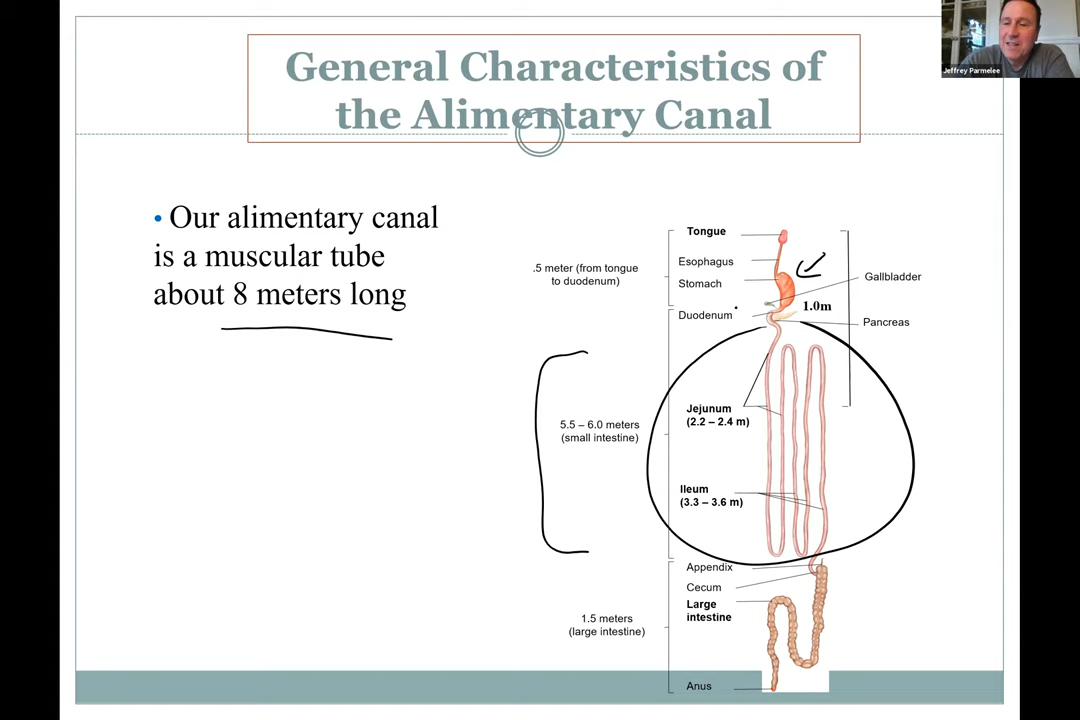 General Characteristics of
the Alimentary Canal
Jeffrey Parmelee
• Our alimentary canal
is a muscular tube
about 8 meters long
.5 meter (from tongue
to duodenum)
5.5 – 6.0 meters
(small intestine)
1.5 meters
(large intestine)
Tongue
Esophagus
Stomach
Duodenum
Jejunum
(2.2 – 2.4 m)
Ileum
(3.3 – 3.6 m)
Appendix
Cecum
Large
intestine
Anus
1.0m
Gallbladder
Pancreas